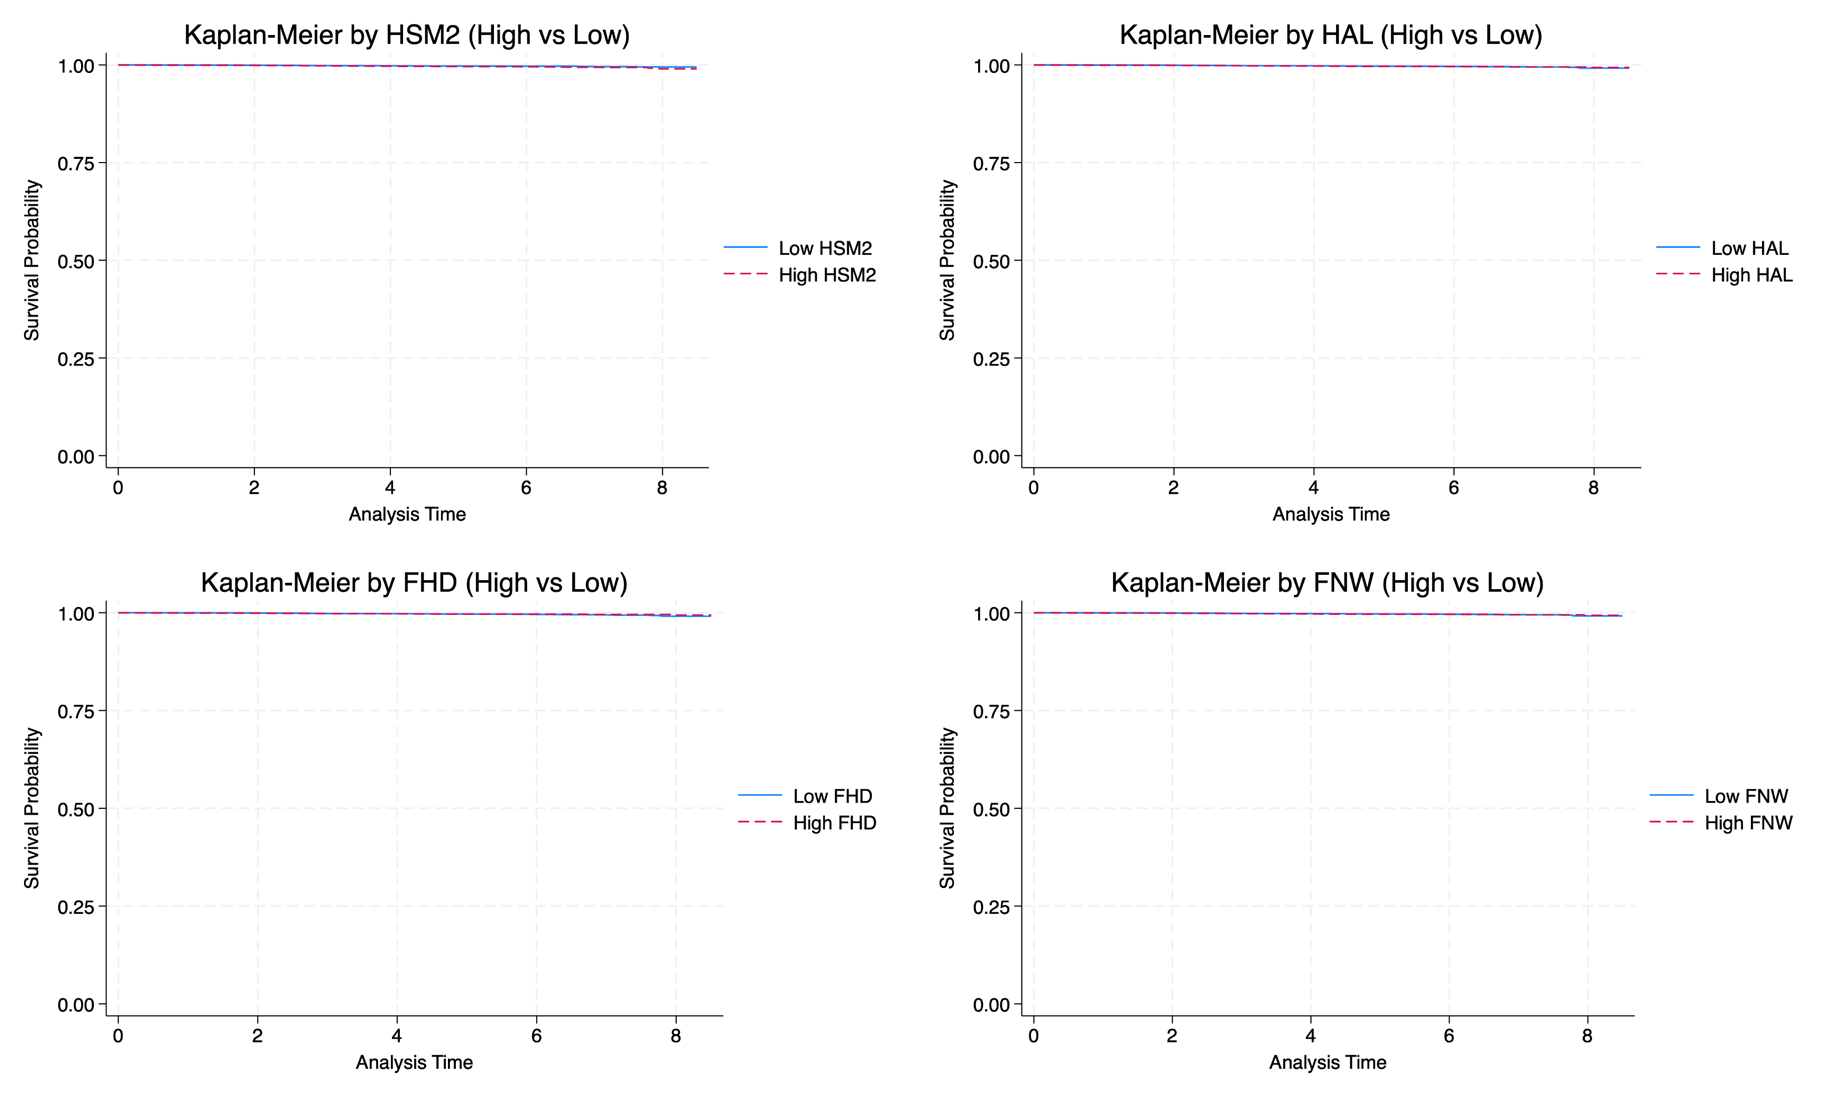 Kaplan-Meier by HSM2 (High vs Low)
1.00
0.75
0.50
0.25
0.00
Survival Probability
0 2 4 6 8
Analysis Time
Low HSM2
High HSM2
Kaplan-Meier by HAL (High vs Low)
1.00
0.75
0.50
0.25
0.00
Survival Probability
0 2 4 6 8
Analysis Time
Low HAL
High HAL
Kaplan-Meier by FHD (High vs Low)
1.00
0.75
0.50
0.25
0.00
Survival Probability
0 2 4 6 8
Analysis Time
Low FHD
High FHD
Kaplan-Meier by FNW (High vs Low)
1.00
0.75
0.50
0.25
0.00
Survival Probability
0 2 4 6 8
Analysis Time
Low FNW
High FNW